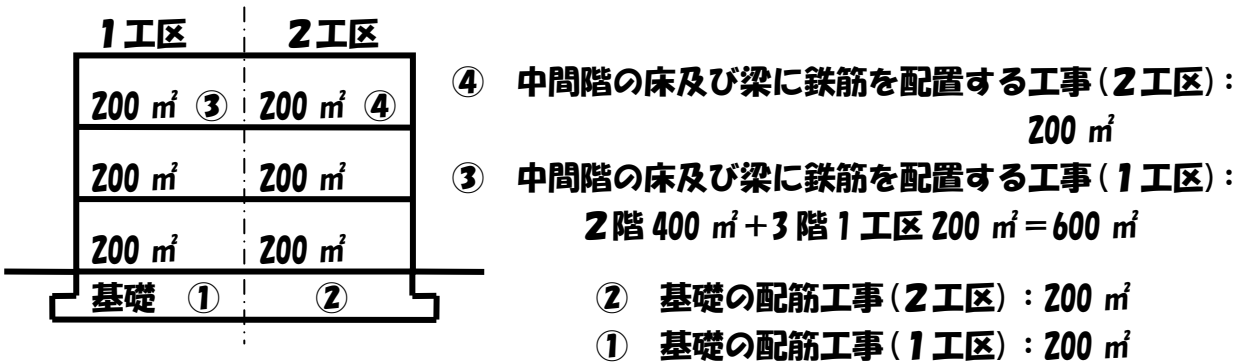 1工区 2工区
200 ㎡ ③ 200 ㎡ ④
200 ㎡ 200 ㎡
200 ㎡ 200 ㎡
基礎 ① ②
④ 中間階の床及び梁に鉄筋を配置する工事(2工区):
200 ㎡
③ 中間階の床及び梁に鉄筋を配置する工事(1工区):
2階 400 ㎡+3階1工区 200 ㎡=600 ㎡
② 基礎の配筋工事(2工区):200 ㎡
① 基礎の配筋工事(1工区):200 ㎡